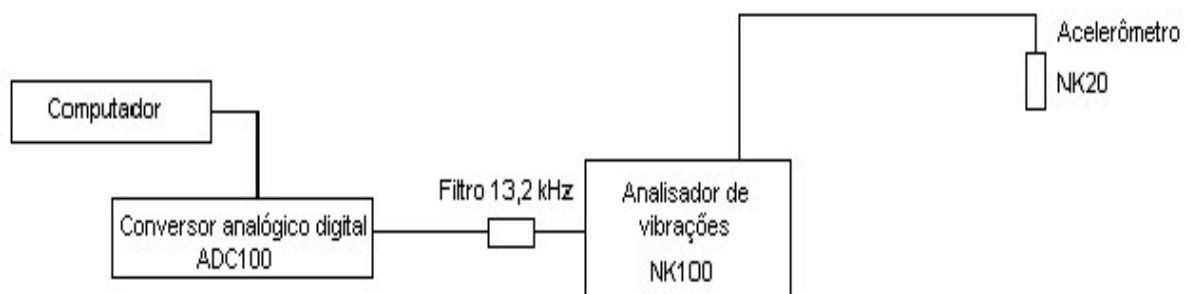 Computador
Conversor analógico digital
ADC100
Filtro 13,2 kHz
Analisador de
vibrações
NK100
Acelerômetro
NK20